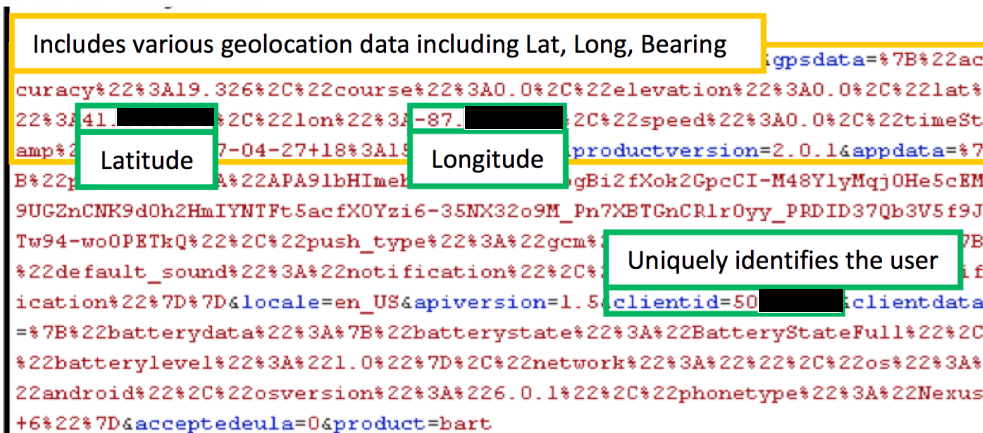 Includes various geolocation data including Lat, Long, Bearing
&gpsdata=%7B%22ac
curacy%22%3A19.326%2C%22course%22%3A0.0%2C%22elevation%22%3A0.0%2C%22lat%
22%3A41. %2C%22lon%22%3A-87. %2C%22speed%22%3A0.0%2C%22timeSt
amp%2 7-04-27+18%3A15 &productversion=2.0.1&appdata=%7
Latitude
Longitude
B%22p %22APA91bHIme gBi2fXok2GpcCI-M48YlyMqj0He5cEM
9UGZnCNK9dOh2HmIYNTFt5acfXOYzi6-35NX32o9M_Pn7XBTGnCRlrOyy_PRDID37Qb3V5f9J
Tw94-woOPETkQ%22%2C%22push_type%22%3A%22gcm% 7B
Uniquely identifies the user
%22default_sound%22%3A%22notification%22%2C% if
ication%22%7D%7D&locale=en_US&apiversion=1.5&clientid=50 &clientdata
=%7B%22batterydata%22%3A%7B%22batterystate%22%3A%22BatteryStateFull%22%2C
%22batterylevel%22%3A%221.0%22%7D%2C%22network%22%3A%22%22%2C%22os%22%3A%
22android%22%2C%22osversion%22%3A%226.0.1%22%2C%22phonetype%22%3A%22Nexus
+6%22%7D&acceptedeula=0&product=bart